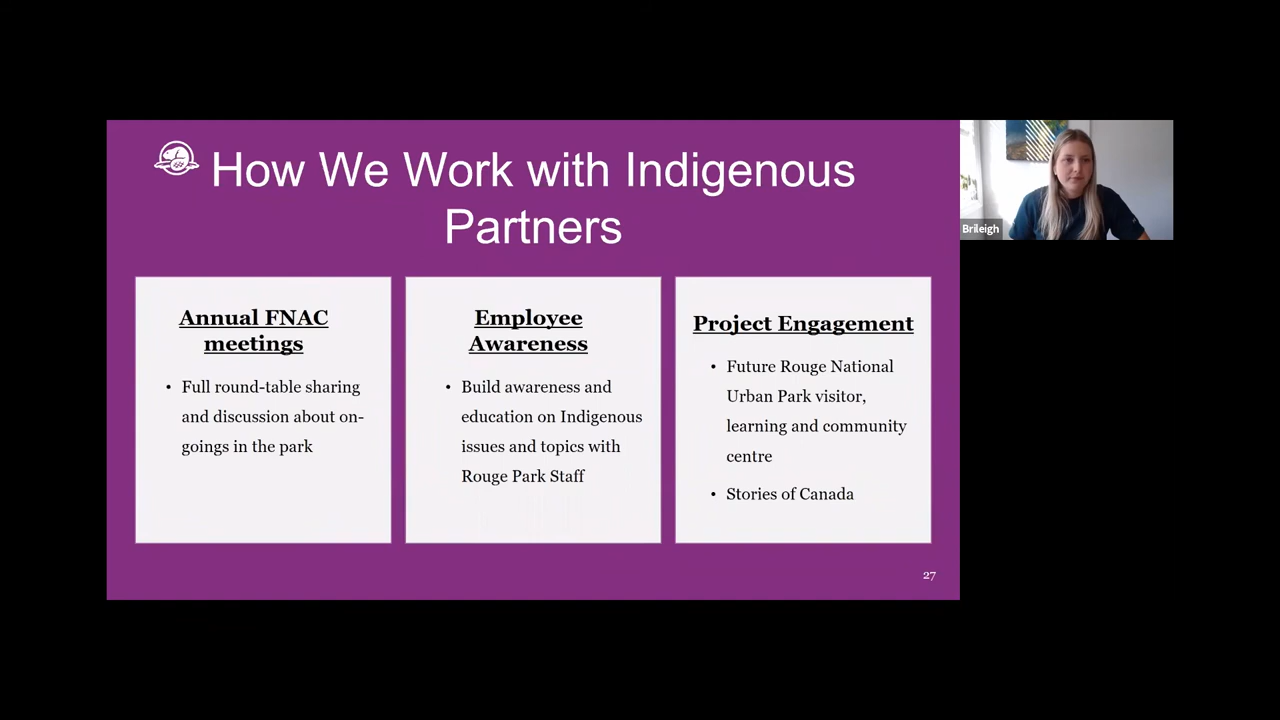 How We Work with Indigenous
Partners
Annual FNAC
meetings
• Full round-table sharing
and discussion about on-
goings in the park
Employee
Awareness
• Build awareness and
education on Indigenous
issues and topics with
Rouge Park Staff
Project Engagement
• Future Rouge National
Urban Park visitor,
learning and community
centre
• Stories of Canada
27
Brileigh